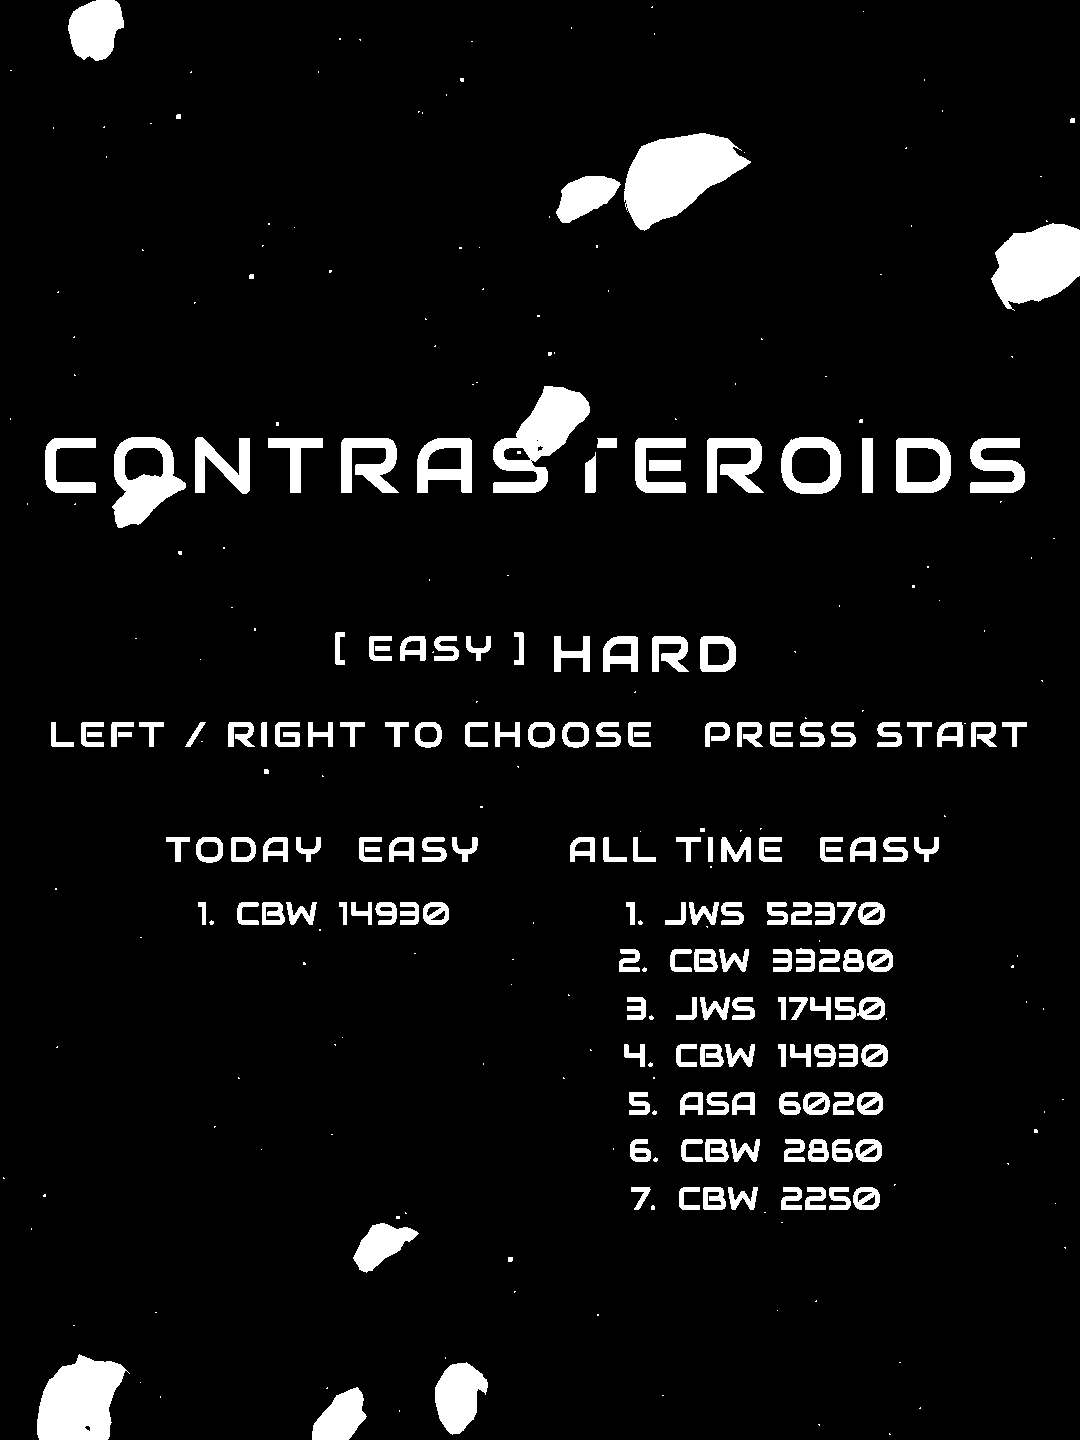 CONTRASTEROIDS
[ EASY ] HARD
LEFT / RIGHT TO CHOOSE PRESS START
TODAY EASY
1. CBW 14930
ALL TIME EASY
1. JWS 52370
2. CBW 33280
3. JWS 17450
4. CBW 14930
5. ASA 6020
6. CBW 2860
7. CBW 2250